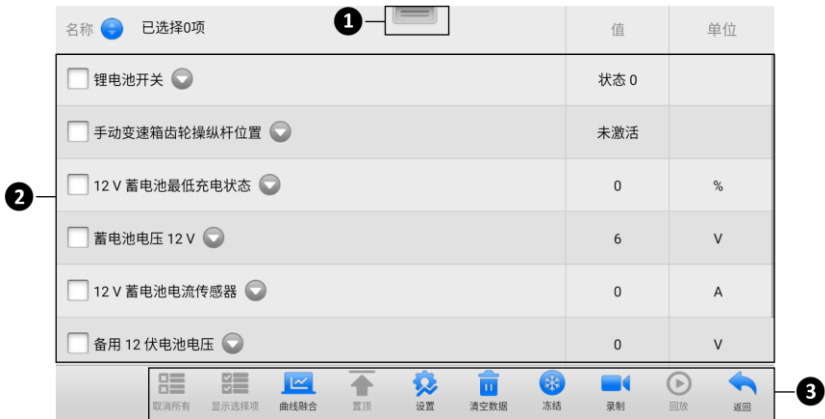 名称 已选择0项 ❶ 值 单位
锂电池开关 状态 0
手动变速箱齿轮操纵杆位置 未激活
❷ 12 V 蓄电池最低充电状态 0 %
蓄电池电压 12 V 6 V
12 V 蓄电池电流传感器 0 A
备用 12 伏电池电压 0 V
取消所有 显示选择项 曲线融合 置顶 设置 清空数据 冻结 录制 回放 返回 ❸